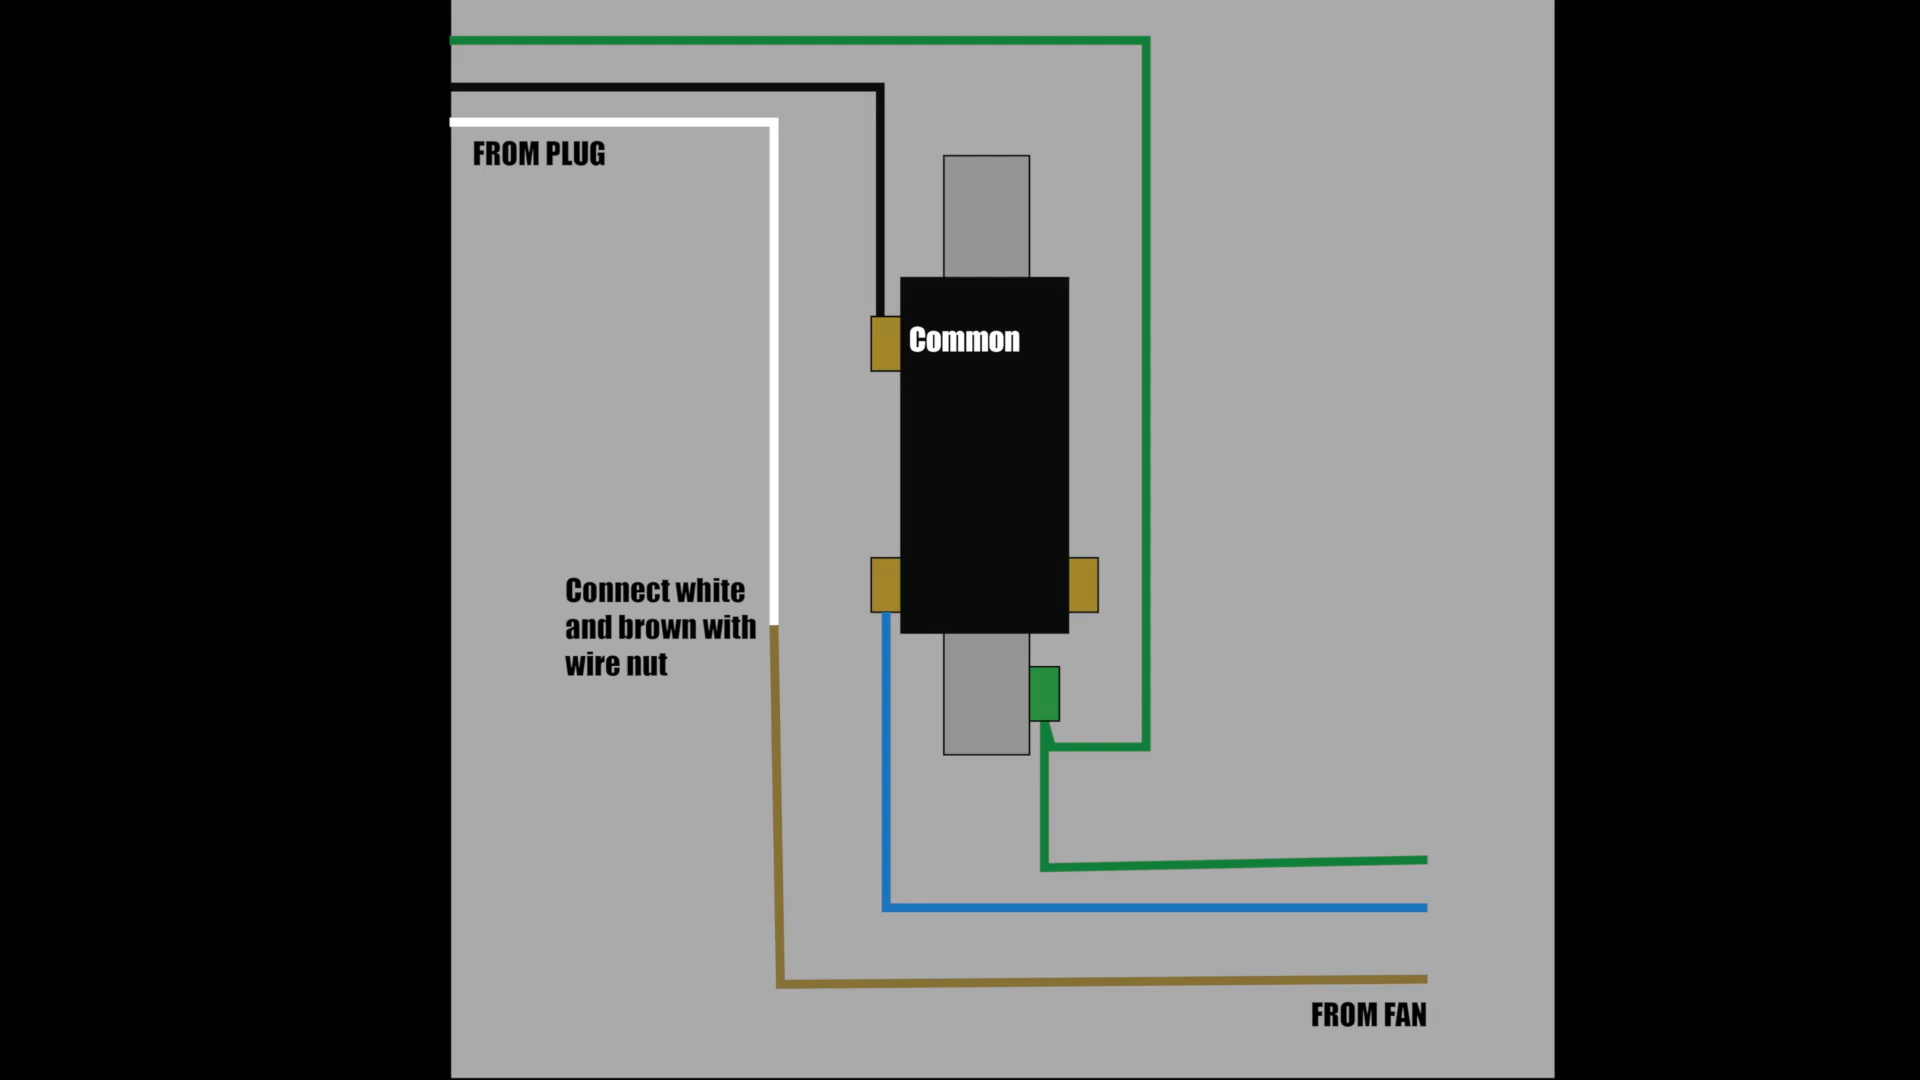 FROM PLUG
Common
Connect white
and brown with
wire nut
FROM FAN